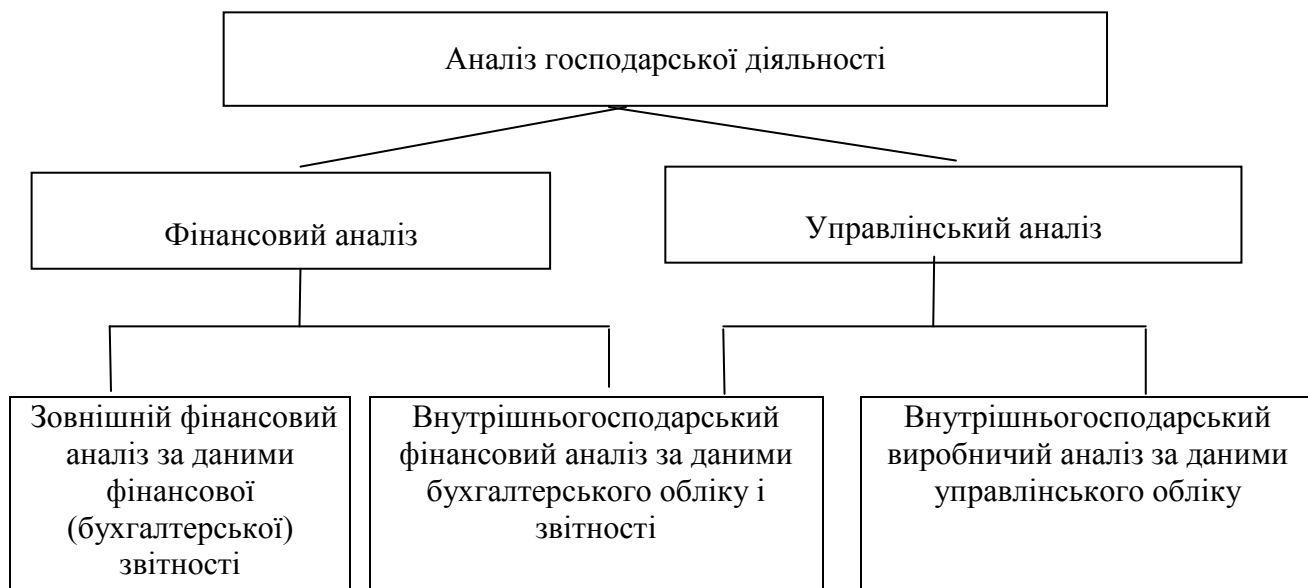 Аналіз господарської діяльності
Фінансовий аналіз
Управлінський аналіз
Зовнішній фінансовий
аналіз за даними
фінансової
(бухгалтерської)
звітності
Внутрішньогосподарський
фінансовий аналіз за даними
бухгалтерського обліку і
звітності
Внутрішньогосподарський
виробничий аналіз за даними
управлінського обліку